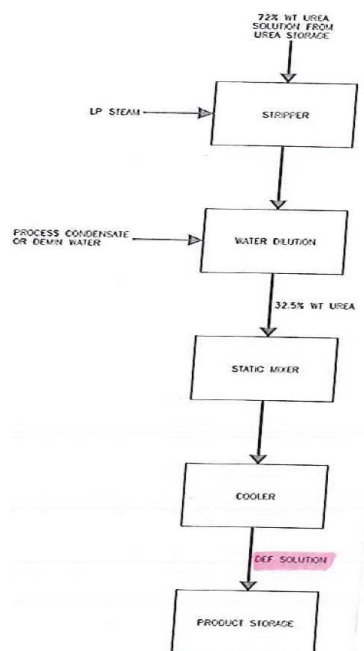 72% WT UREA
SOLUTION FROM
UREA STORAGE
LP STEAM
STRIPPER
PROCESS CONDENSATE
OR DEMIN WATER
WATER DILUTION
32.5% WT UREA
STATIC MIXER
COOLER
DEF SOLUTION
PRODUCT STORAGE